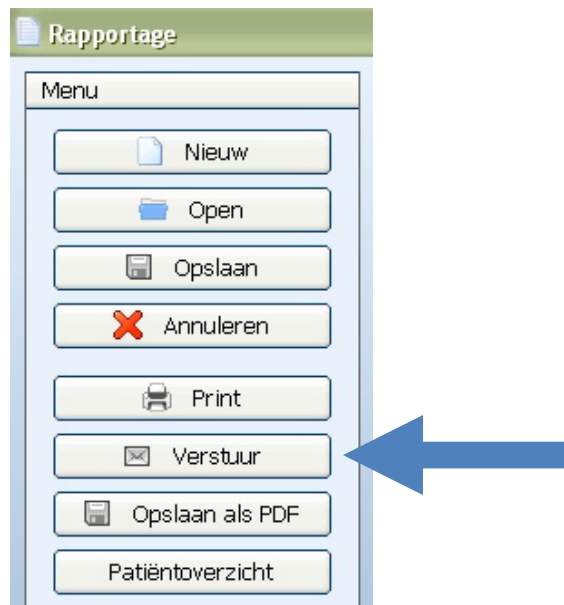 Rapportage
Menu
Nieuw
Open
Opslaan
Annuleren
Print
Verstuur
Opslaan als PDF
Patiëntoverzicht